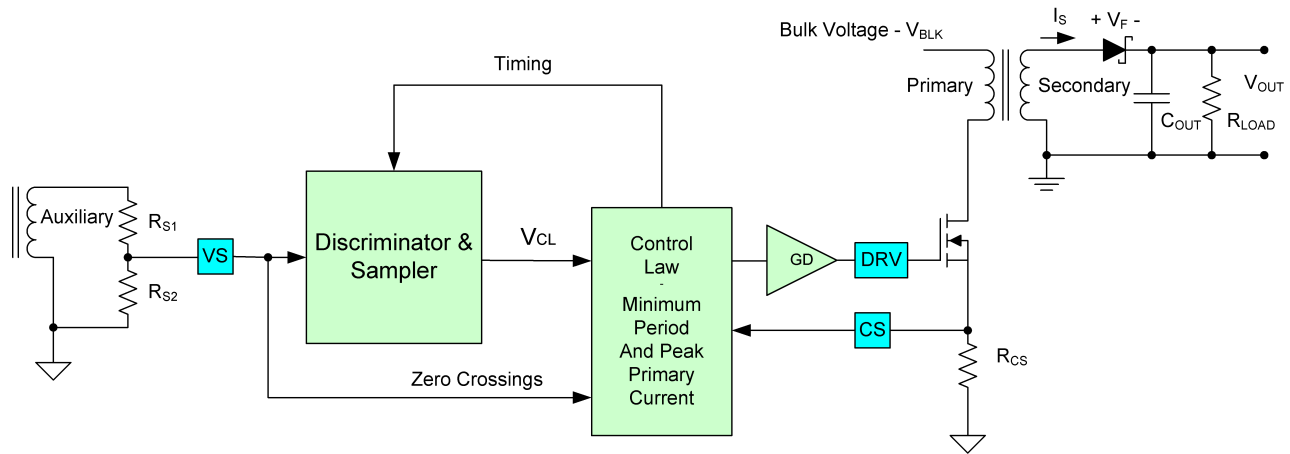 Bulk Voltage - VBLK
IS
+ VF -
Timing
Primary
Secondary
VOUT
COUT
RLOAD
Auxiliary
RS1
VS
Discriminator &
Sampler
VCL
Control
Law
-
Minimum
Period
And Peak
Primary
Current
GD
DRV
RS2
CS
RCS
Zero Crossings